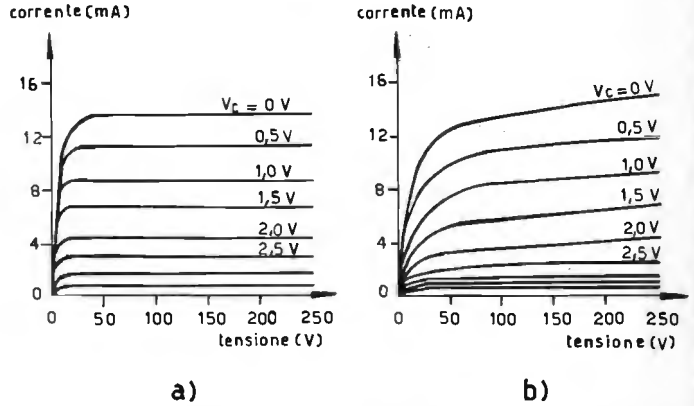 corrente (mA)
16
12
8
4
0
V_C = 0 V
0,5 V
1,0 V
1,5 V
2,0 V
2,5 V
0 50 100 150 200 250
tensione (V)
a)
corrente (mA)
16
12
8
4
0
V_C = 0 V
0,5 V
1,0 V
1,5 V
2,0 V
2,5 V
0 50 100 150 200 250
tensione (V)
b)